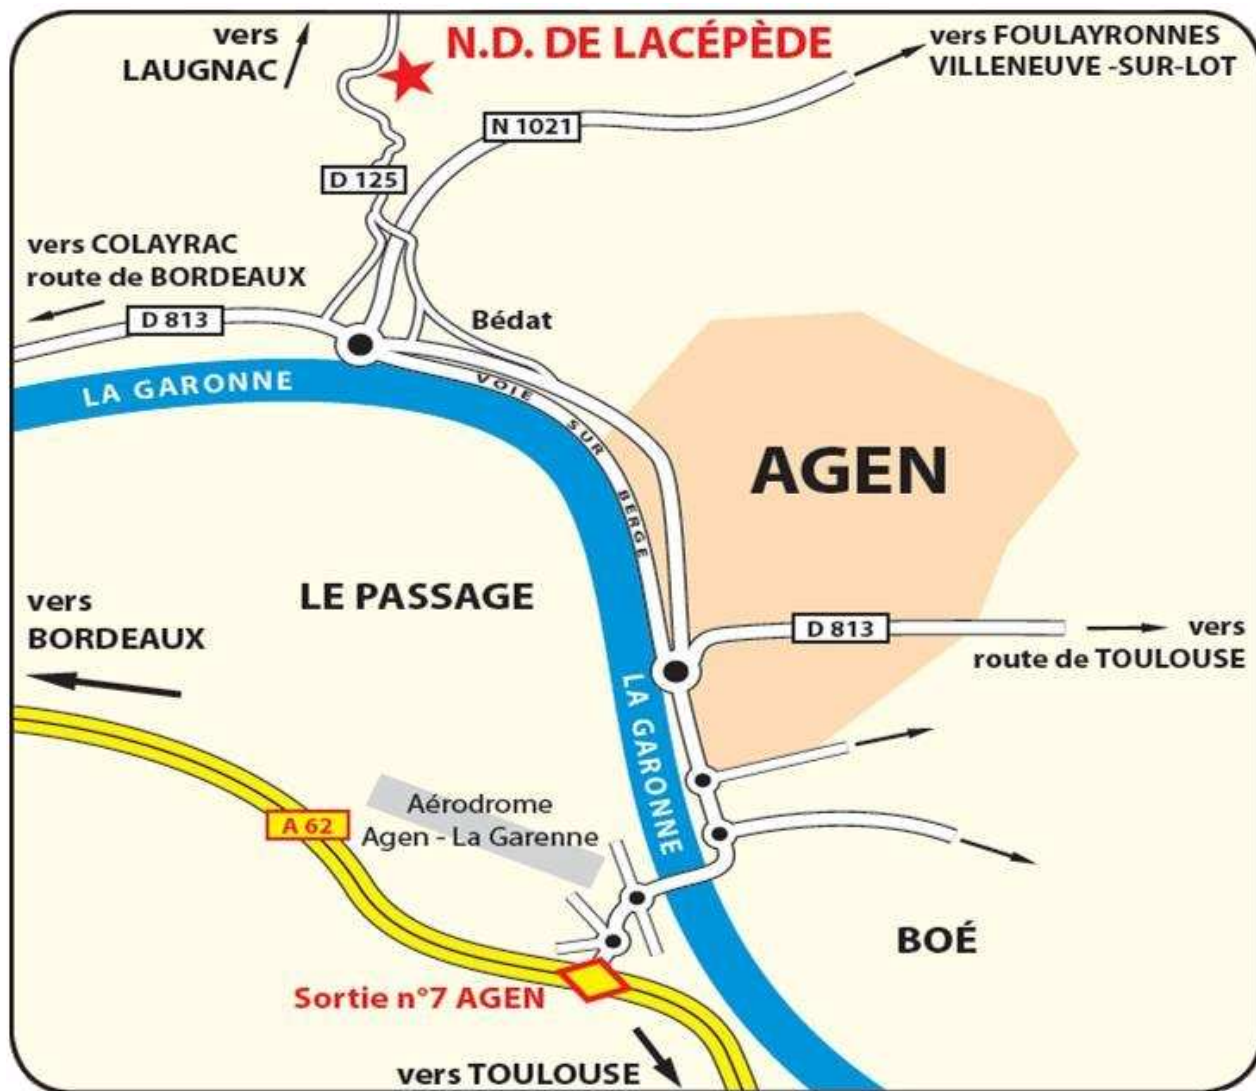 vers
LAUGNAC
N.D. DE LACÉPÈDE
vers FOULAYRONNES
VILLENEUVE -SUR-LOT
N 1021
D 125
vers COLAYRAC
route de BORDEAUX
D 813
Bédat
LA GARONNE
VOIE SUR BERGE
AGEN
LE PASSAGE
vers
BORDEAUX
D 813
vers
route de TOULOUSE
LA GARONNE
A 62
Aérodrome
Agen - La Garenne
BOÉ
Sortie n°7 AGEN
vers TOULOUSE